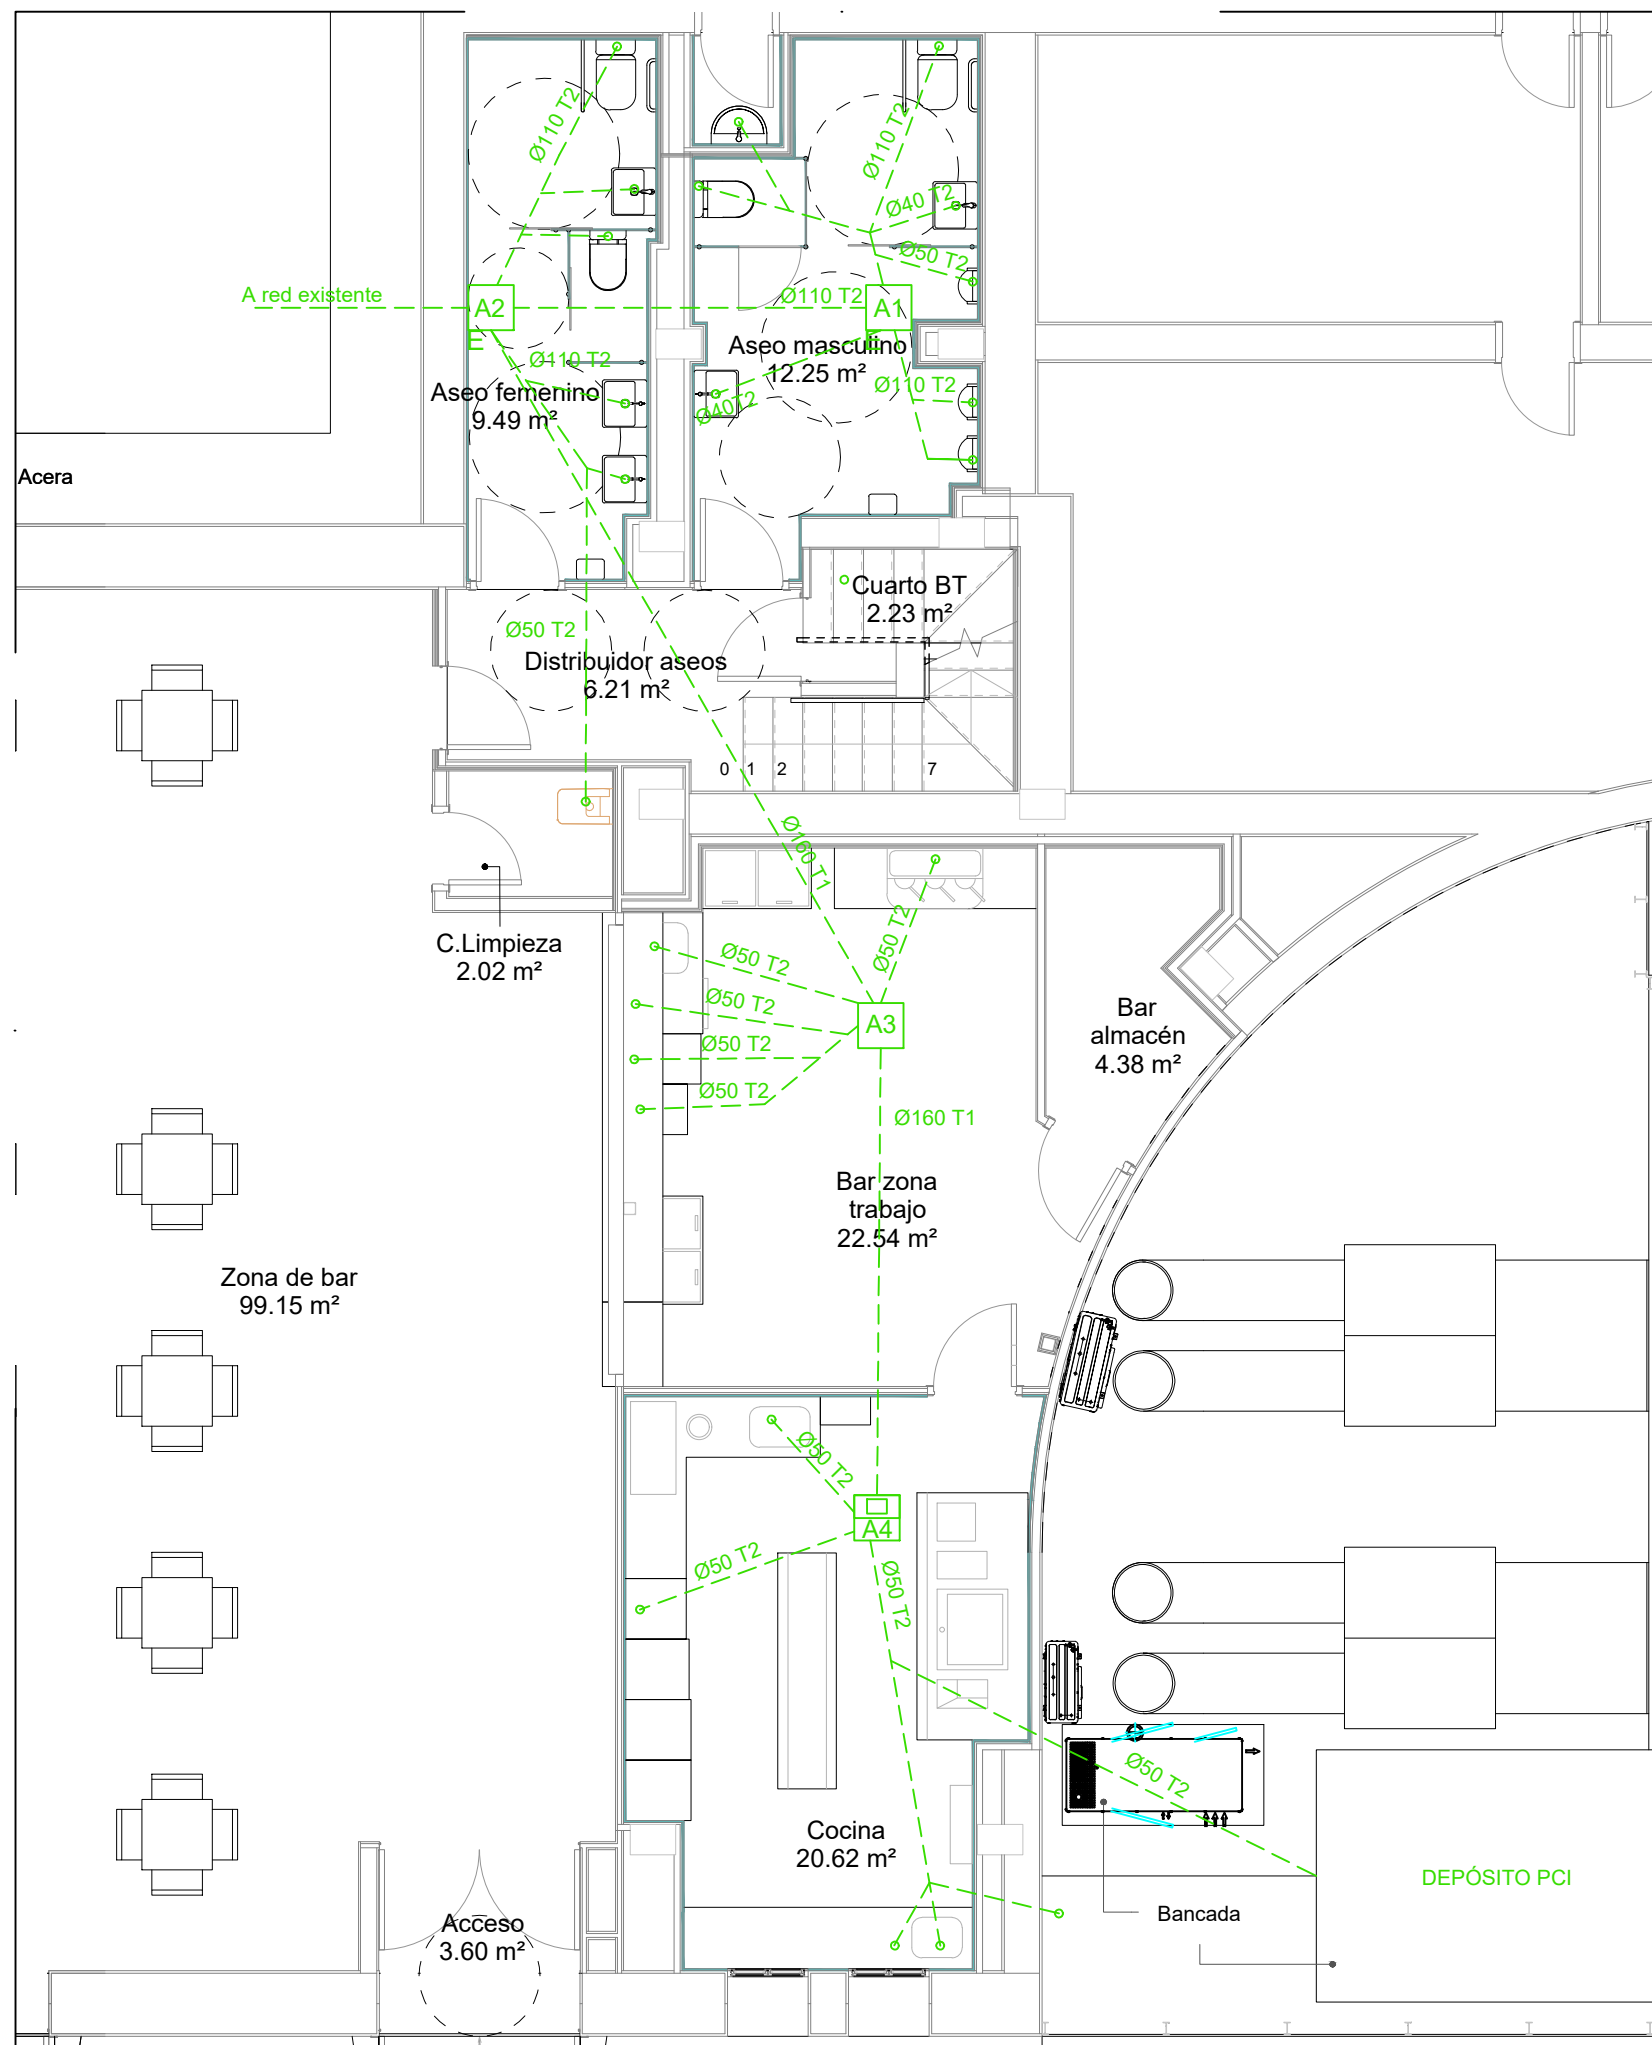 Ø110 T2
Ø110 T2
Ø40 T2
Ø50 T2
A red existente
A2
E
Ø110 T2
A1
E
Aseo masculino
12.25 m²
Ø110 T2
Ø110 T2
Aseo femenino
9.49 m²
Ø40T2
Acera
Cuarto BT
2.23 m²
Ø50 T2
Distribuidor aseos
6.21 m²
0
1
2
7
Ø160 T1
C.Limpieza
2.02 m²
Ø50 T2
Ø50 T2
Ø50 T2
Ø50 T2
Ø50 T2
A3
Bar
almacén
4.38 m²
Ø160 T1
Bar zona
trabajo
22.54 m²
Zona de bar
99.15 m²
Ø50 T2
A4
Ø50 T2
Ø50 T2
Ø50 T2
Cocina
20.62 m²
DEPÓSITO PCI
Bancada
Acceso
3.60 m²